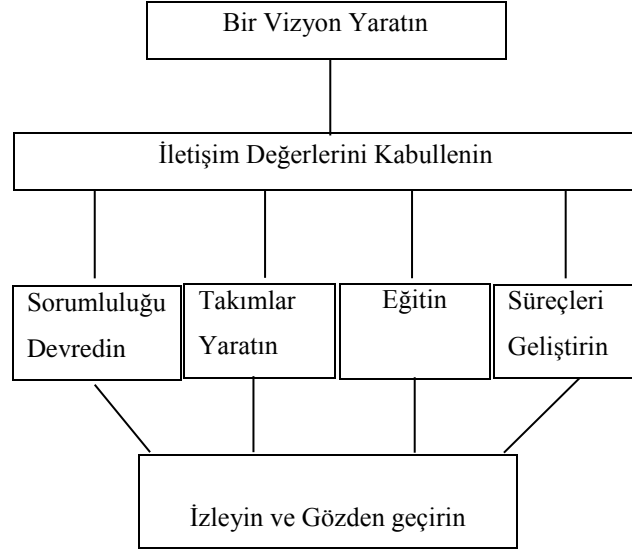 Bir Vizyon Yaratın
İletişim Değerlerini Kabullenin
Sorumluluğu
Devredin
Takımlar
Yaratın
Eğitin
Süreçleri
Geliştirin
İzleyin ve Gözden geçirin